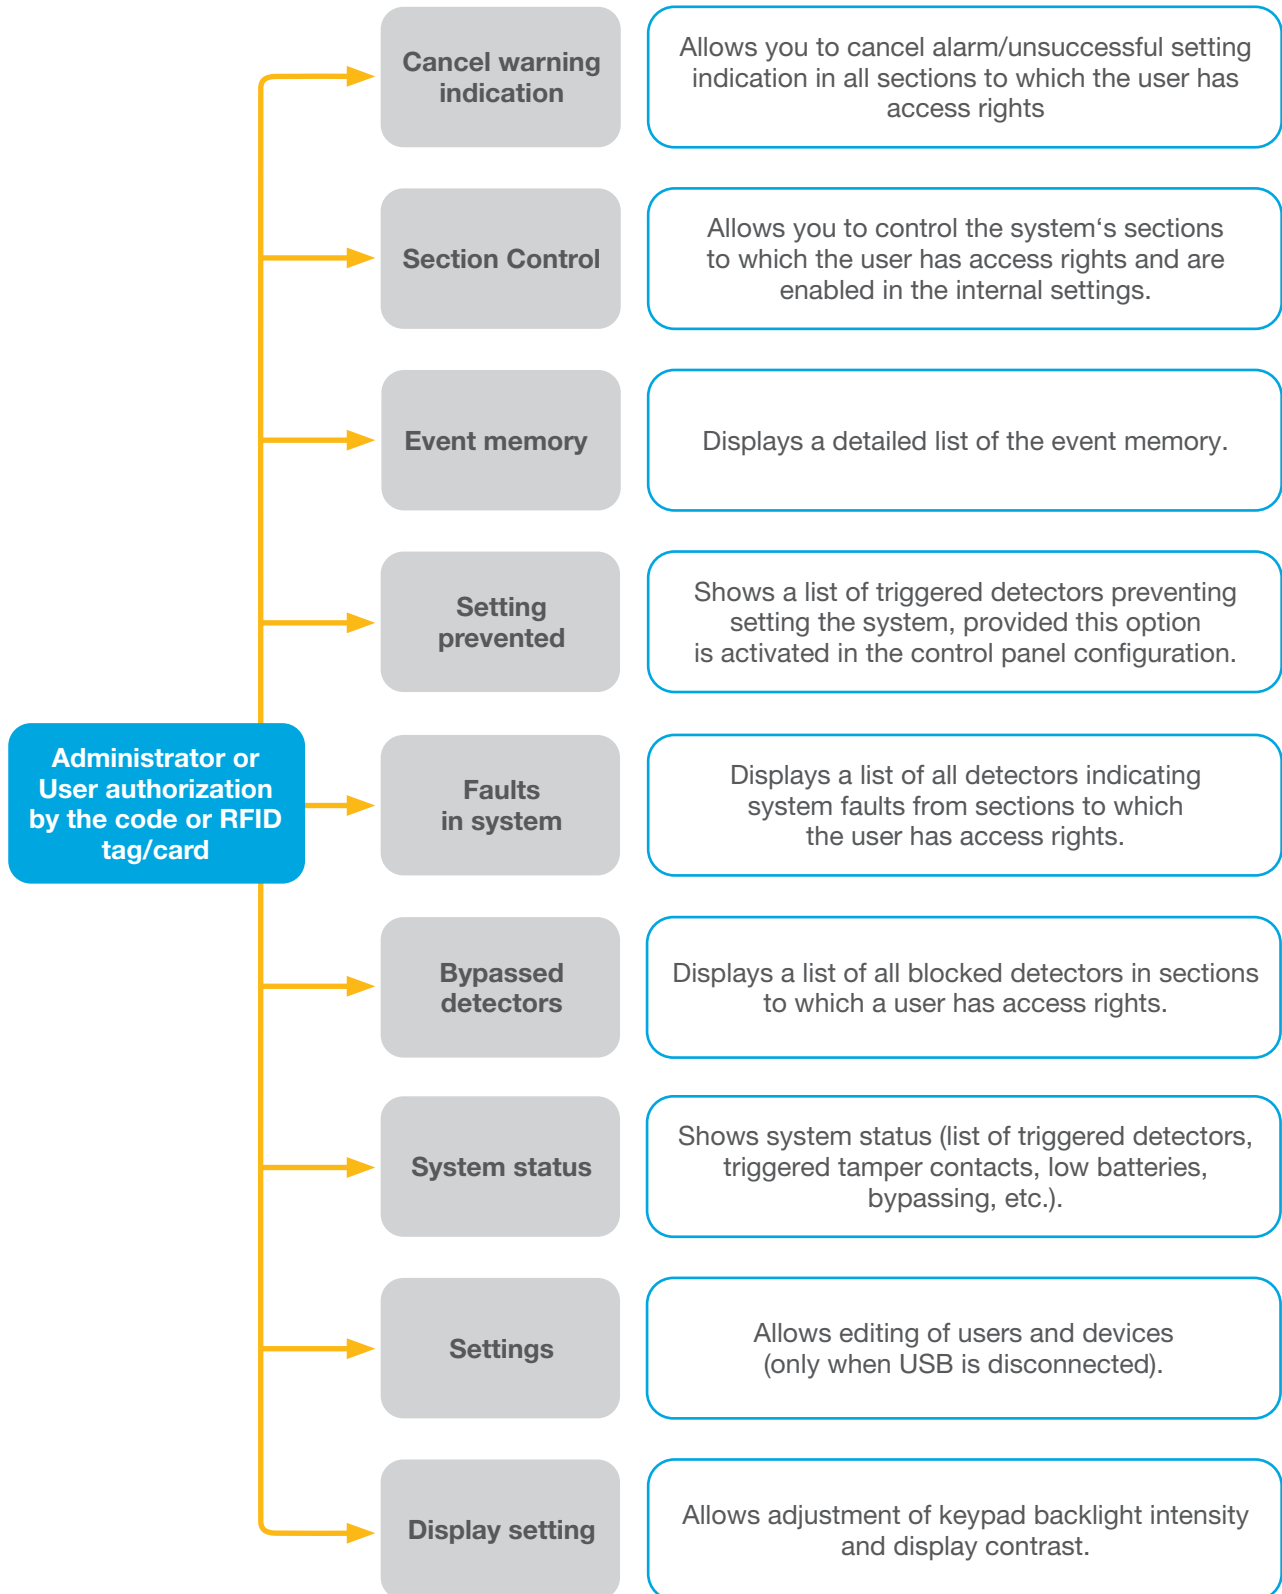 Cancel warning
indication
Allows you to cancel alarm/unsuccessful setting
indication in all sections to which the user has
access rights
Section Control
Allows you to control the system‘s sections
to which the user has access rights and are
enabled in the internal settings.
Event memory
Displays a detailed list of the event memory.
Setting
prevented
Shows a list of triggered detectors preventing
setting the system, provided this option
is activated in the control panel configuration.
Administrator or
User authorization
by the code or RFID
tag/card
Faults
in system
Displays a list of all detectors indicating
system faults from sections to which
the user has access rights.
Bypassed
detectors
Displays a list of all blocked detectors in sections
to which a user has access rights.
System status
Shows system status (list of triggered detectors,
triggered tamper contacts, low batteries,
bypassing, etc.).
Settings
Allows editing of users and devices
(only when USB is disconnected).
Display setting
Allows adjustment of keypad backlight intensity
and display contrast.